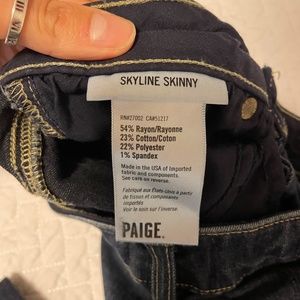 SKYLINE SKINNY
RN#27002 CA#51217
54% Rayon/Rayonne
23% Cotton/Coton
22% Polyester
1% Spandex
Made in the USA of Imported
fabric and components.
See care on reverse.
Fabriqué aux États-Unis à partir
de tissus et composants
importés
Voir le soin sur l'inverse.
PAIGE.